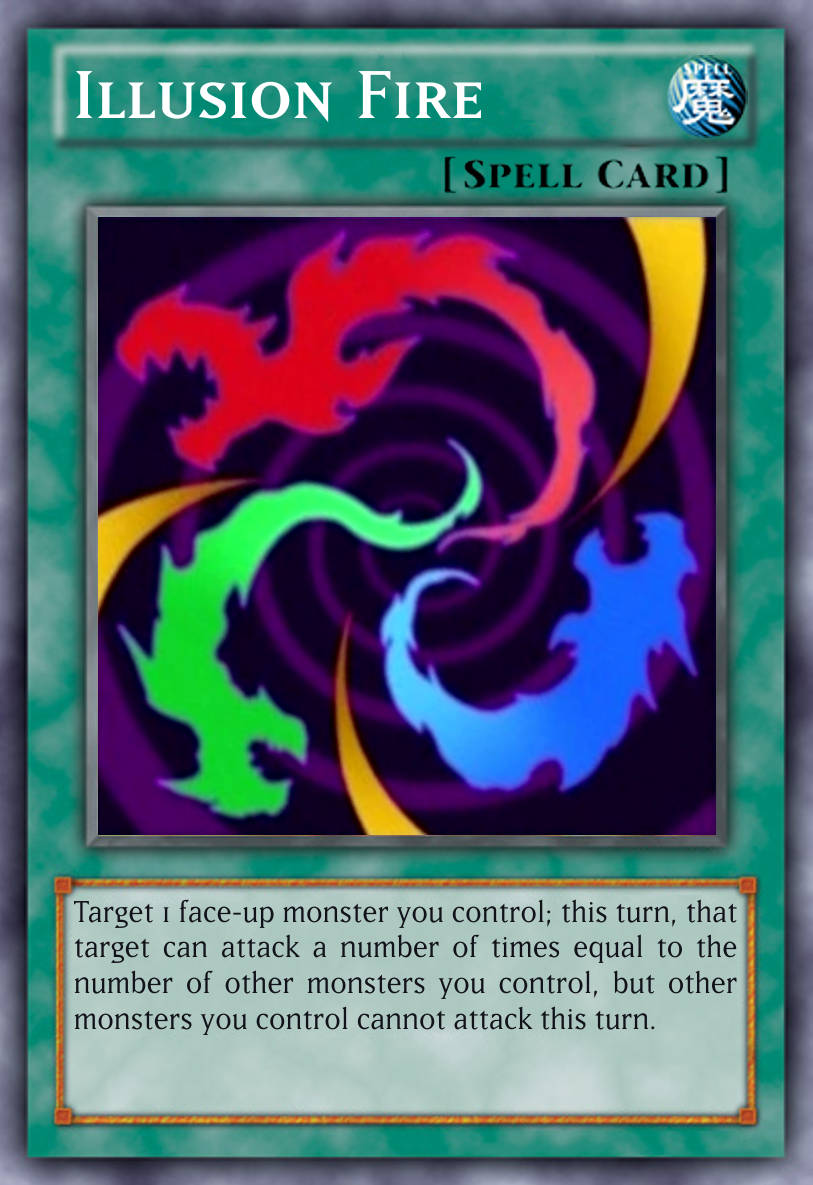 Illusion Fire
SPELL
魔
[Spell Card]
Target 1 face-up monster you control; this turn, that
target can attack a number of times equal to the
number of other monsters you control, but other
monsters you control cannot attack this turn.